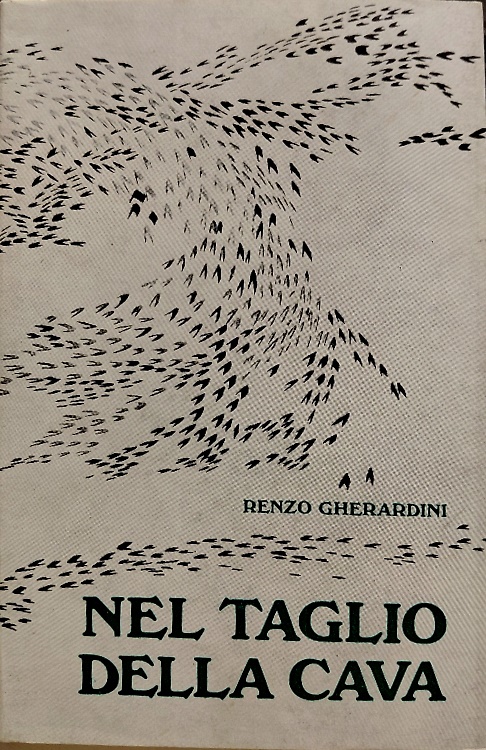 RENZO GHERARDINI
NEL TAGLIO
DELLA CAVA